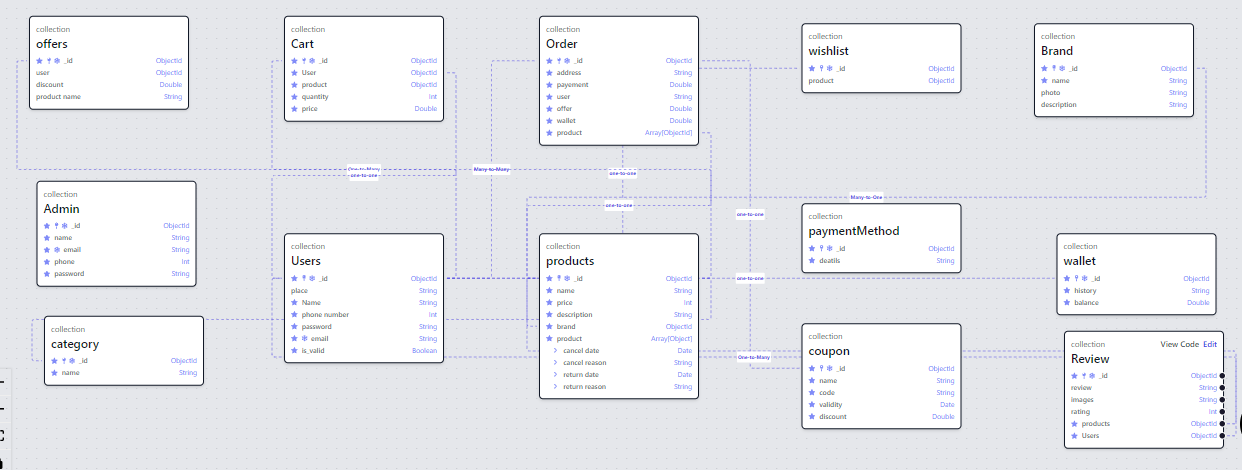 collection
offers
_id ObjectId
user ObjectId
discount Double
product name String
collection
Cart
_id ObjectId
User ObjectId
product ObjectId
quantity Int
price Double
collection
Order
_id ObjectId
address String
payement Double
user String
offer Double
wallet Double
product Array[ObjectId]
collection
wishlist
_id ObjectId
product ObjectId
collection
Brand
_id ObjectId
name String
photo String
description String
One-to-Many
one-to-one
Many-to-Many
one-to-one
one-to-one
one-to-one
Many-to-One
collection
Admin
_id ObjectId
name String
email String
phone Int
password String
collection
Users
_id ObjectId
place String
Name String
phone number Int
password String
email String
is_valid Boolean
collection
products
_id ObjectId
name String
price Int
description String
brand ObjectId
product Array[Object]
cancel date Date
cancel reason String
return date Date
return reason String
collection
paymentMethod
_id ObjectId
deatils String
one-to-one
collection
wallet
_id ObjectId
history String
balance Double
collection
category
_id ObjectId
name String
One-to-Many
collection
coupon
_id ObjectId
name String
code String
validity Date
discount Double
collection View Code Edit
Review
_id ObjectId
review String
images String
rating Int
products ObjectId
Users ObjectId